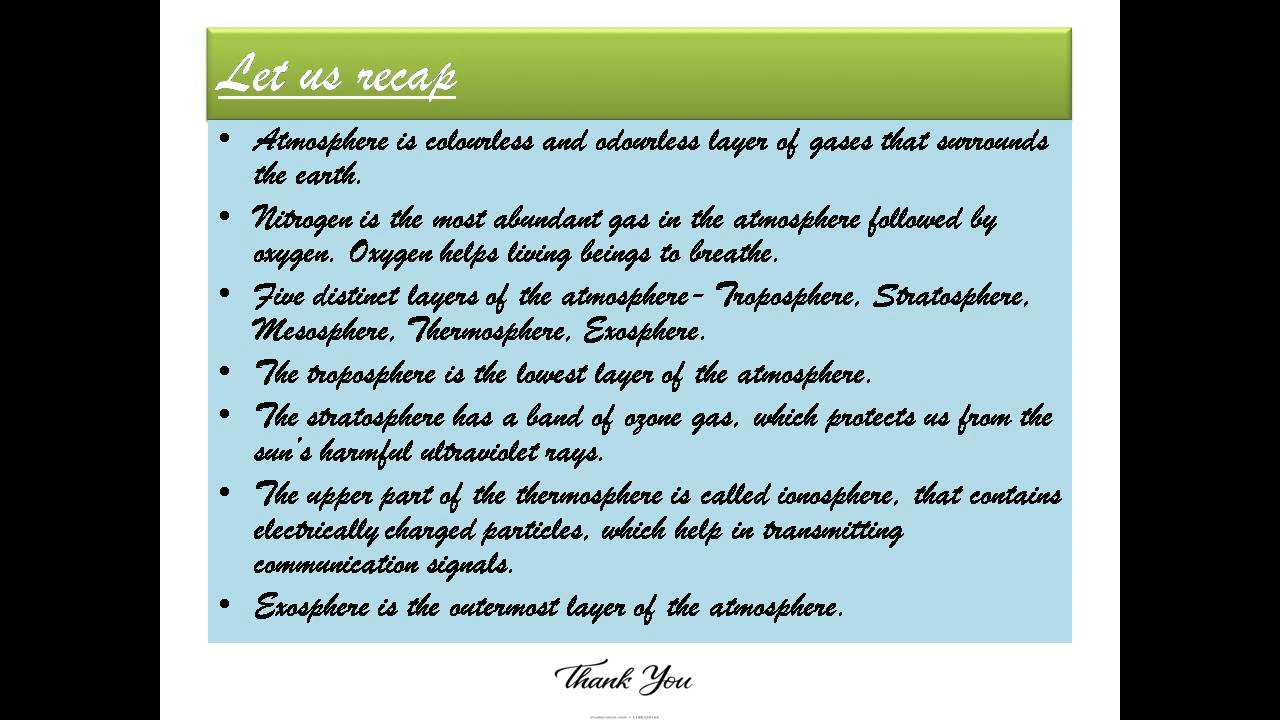 Let us recap
• Atmosphere is colourless and odourless layer of gases that surrounds
the earth.
• Nitrogen is the most abundant gas in the atmosphere followed by
oxygen. Oxygen helps living beings to breathe.
• Five distinct layers of the atmosphere- Troposphere, Stratosphere,
Mesosphere, Thermosphere, Exosphere.
• The troposphere is the lowest layer of the atmosphere.
• The stratosphere has a band of ozone gas, which protects us from the
sun's harmful ultraviolet rays.
• The upper part of the thermosphere is called ionosphere, that contains
electrically charged particles, which help in transmitting
communication signals.
• Exosphere is the outermost layer of the atmosphere.
Thank You